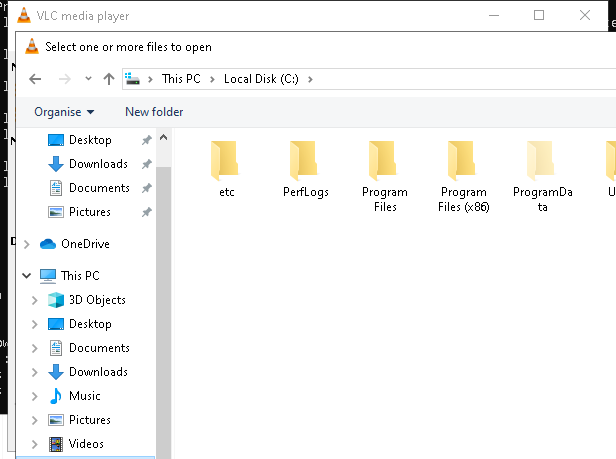 VLC media player
Select one or more files to open
This PC
Local Disk (C:)
Organise
New folder
Desktop
Downloads
Documents
Pictures
OneDrive
This PC
3D Objects
Desktop
Documents
Downloads
Music
Pictures
Videos
etc
PerfLogs
Program
Files
Program
Files (x86)
ProgramDa
ta